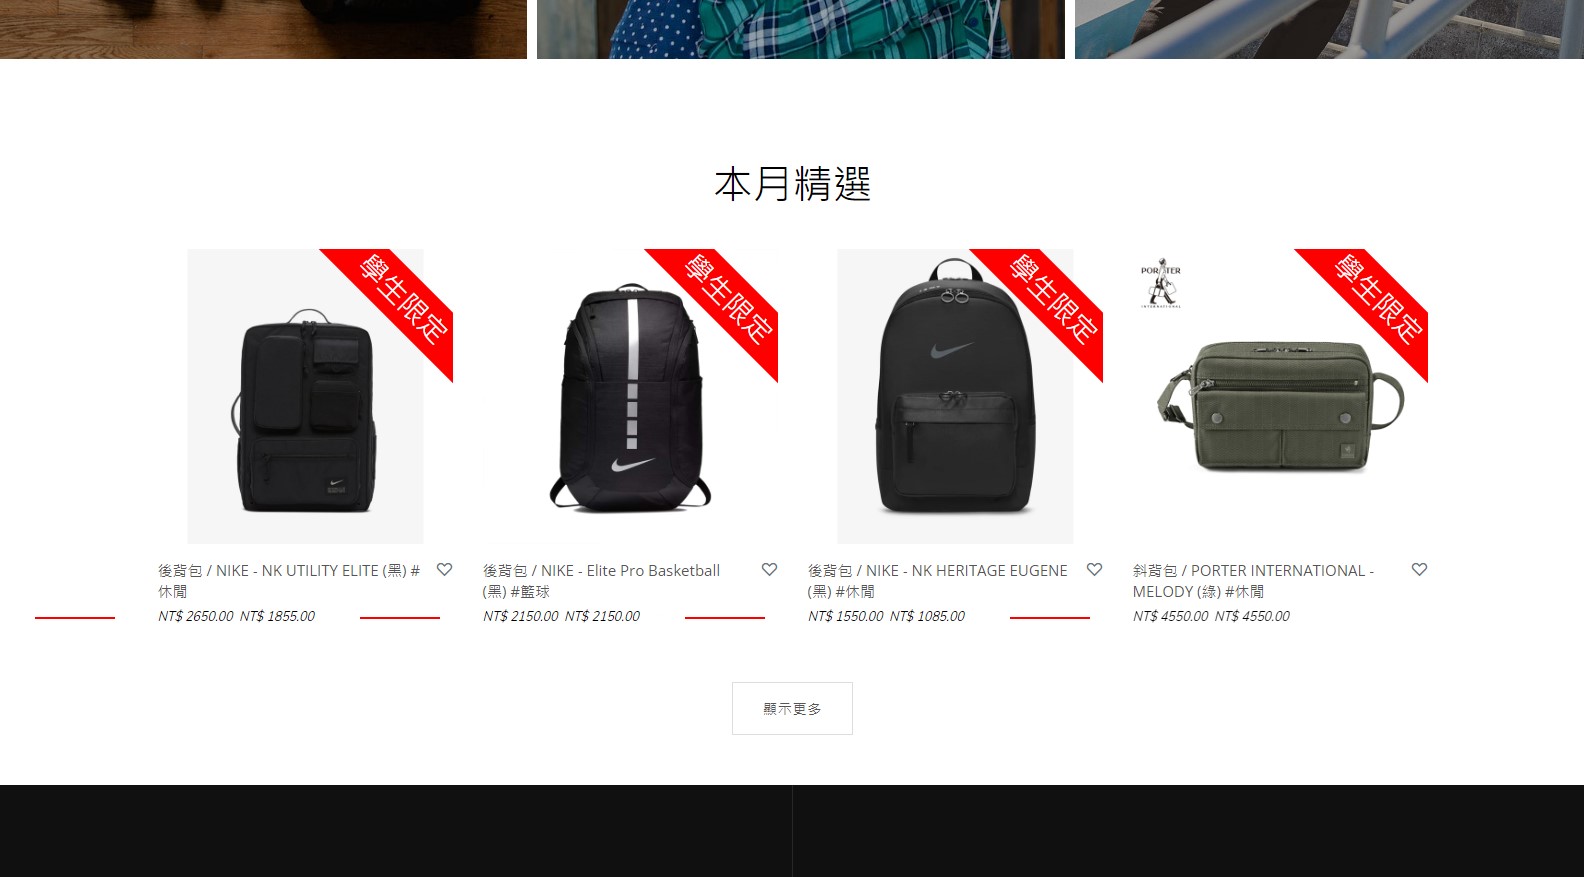 本月精選
學生限定
學生限定
學生限定
PORTER
INTERNATIONAL
學生限定
後背包 / NIKE - NK UTILITY ELITE (黑) #
休閒
NT$ 2650.00 NT$ 1855.00
後背包 / NIKE - Elite Pro Basketball
(黑) #籃球
NT$ 2150.00 NT$ 2150.00
後背包 / NIKE - NK HERITAGE EUGENE
(黑) #休閒
NT$ 1550.00 NT$ 1085.00
斜背包 / PORTER INTERNATIONAL -
MELODY (綠) #休閒
NT$ 4550.00 NT$ 4550.00
顯示更多